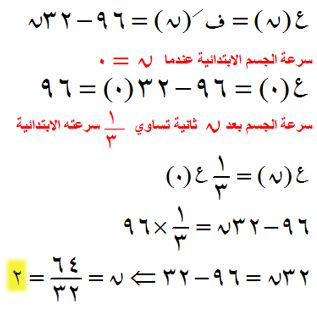 ع(ن) = ف′(ن) = ٩٦ − ٣٢ن
سرعة الجسم الابتدائية عندما ن = ٠
ع(٠) = ٩٦ − ٣٢(٠) = ٩٦
سرعة الجسم بعد ن ثانية تساوي ١/٣ سرعته الابتدائية
ع(ن) = ١/٣ ع(٠)
٩٦ − ٣٢ن = ١/٣ × ٩٦
٣٢ن = ٩٦ − ٣٢ ⇐ ن = ٦٤/٣٢ = ٢